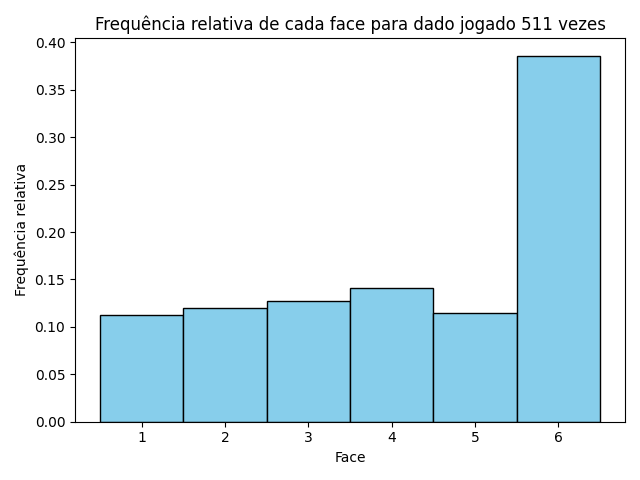 Frequência relativa de cada face para dado jogado 511 vezes
0.40
0.35
0.30
0.25
0.20
0.15
0.10
0.05
0.00
Frequência relativa
1 2 3 4 5 6
Face